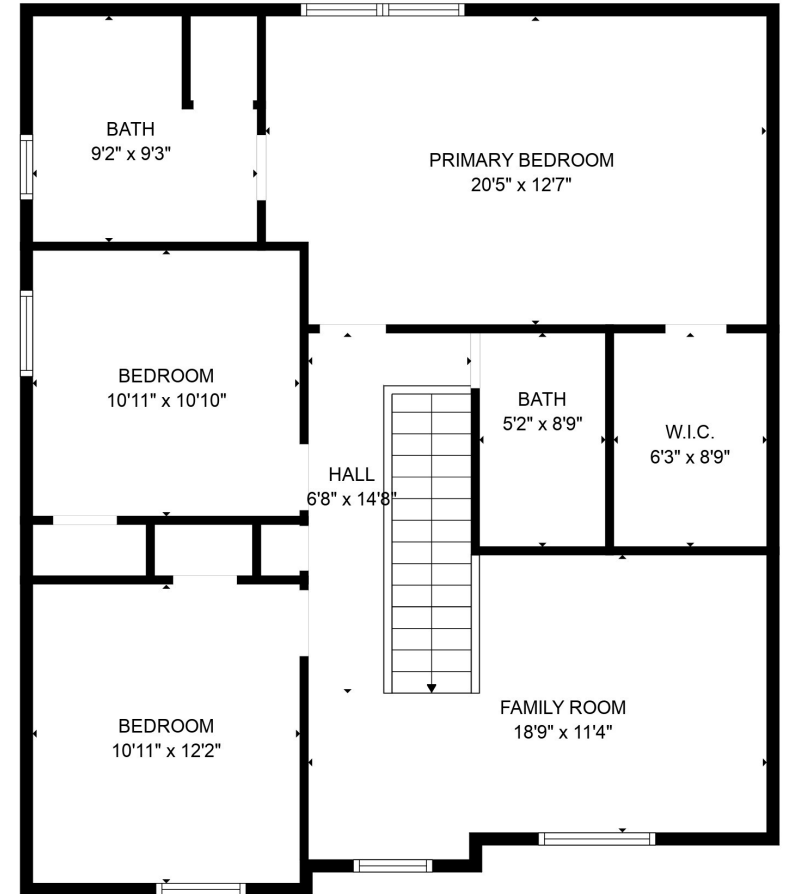 BATH
9'2" x 9'3"
PRIMARY BEDROOM
20'5" x 12'7"
BEDROOM
10'11" x 10'10"
BATH
5'2" x 8'9"
W.I.C.
6'3" x 8'9"
HALL
6'8" x 14'8"
FAMILY ROOM
18'9" x 11'4"
BEDROOM
10'11" x 12'2"